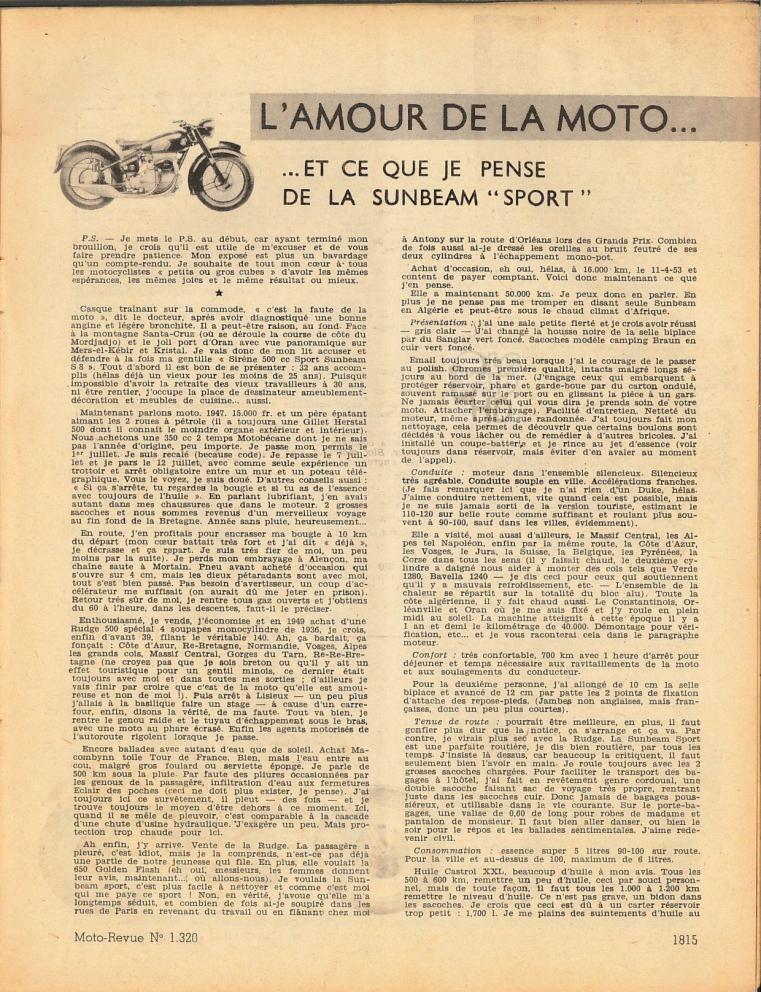 L'AMOUR DE LA MOTO...
...ET CE QUE JE PENSE
DE LA SUNBEAM "SPORT"
P.S. — Je mets le P.S. au début, car ayant terminé mon
brouillon, je crois qu'il est utile de m'excuser et de vous
faire prendre patience. Mon exposé est plus un bavardage
qu'un compte-rendu. Je souhaite de tout mon cœur à tous
les motocyclistes « petits ou gros cubes » d'avoir les mêmes
espérances, les mêmes joies et le même résultat ou mieux.
★
Casque trainant sur la commode, « c'est la faute de la
moto », dit le docteur, après avoir diagnostiqué une bonne
angine et légère bronchite. Il a peut-être raison, au fond. Face
à la montagne Santa-Cruz (où se déroule la course de côte du
Mordjadjo) et le joli port d'Oran avec vue panoramique sur
Mers-el-Kébir et Kristal. Je vais donc de mon lit accuser et
défendre à la fois ma gentille « Sirène 500 cc Sport Sunbeam
S 8 ». Tout d'abord il est bon de se présenter : 32 ans accom-
plis (hélas déjà un vieux pour les moins de 25 ans). Puisque
impossible d'avoir la retraite des vieux travailleurs à 30 ans,
ni être rentier, j'occupe la place de dessinateur ameublement-
décoration et meubles de cuisine... aussi.
Maintenant parlons moto. 1947. 15.000 fr. et un père épatant
aimant les 2 roues à pétrole (il a toujours une Gillet Herstal
500 dont il connaît le moindre organe extérieur et intérieur).
Nous achetons une 350 cc 2 temps Motobécane dont je ne sais
pas l'année d'origine, peu importe. Je passe mon permis le
1er juillet. Je suis recalé (because code). Je repasse le 7 juil-
let et je pars le 12 juillet, avec comme seule expérience un
trottoir et arrêt obligatoire entre un mur et un poteau télé-
graphique. Vous le voyez, je suis doué. D'autres conseils aussi :
« Si ça s'arrête, tu regardes la bougie et si tu as de l'essence
avec toujours de l'huile ». En parlant lubrifiant, j'en avais
autant dans mes chaussures que dans le moteur. 2 grosses
sacoches et nous sommes revenus d'un merveilleux voyage
au fin fond de la Bretagne. Année sans pluie, heureusement...
En route, j'en profitais pour encrasser ma bougie à 10 km
du départ (mon cœur battait très fort et j'ai dit « déjà »,
je décrasse et ça repart. Je suis très fier de moi, un peu
moins par la suite). Je perds mon embrayage à Alençon, ma
chaîne saute à Mortain. Pneu avant acheté d'occasion qui
s'ouvre sur 4 cm, mais les dieux pétaradants sont avec moi,
tout s'est bien passé. Pas besoin d'avertisseur, un coup d'ac-
célérateur me suffisait (on aurait dû me jeter en prison).
Retour très sûr de moi, je rentre tous gaz ouverts et j'obtiens
du 60 à l'heure, dans les descentes, faut-il le préciser.
Enthousiasmé, je vends, j'économise et en 1949 achat d'une
Rudge 500 spécial 4 soupapes monocylindre de 1936, je crois,
enfin d'avant 39, filant le véritable 140. Ah, ça bardait, ça
fonçait : Côte d'Azur, Re-Bretagne, Normandie, Vosges, Alpes
les grands cols, Massif Central, Gorges du Tarn, Re-Re-Bre-
tagne (ne croyez pas que je sois breton ou qu'il y ait un
effet touristique pour un gentil minois, ce dernier étant
toujours avec moi et dans toutes mes sorties ; d'ailleurs je
vais finir par croire que c'est de la moto qu'elle est amou-
reuse et non de moi !). Puis arrêt à Lisieux — un peu plus
j'allais à la basilique faire un stage — à cause d'un carre-
four, enfin, disons la vérité, de ma faute. Tout va bien, je
rentre le genou raide et le tuyau d'échappement sous le bras,
avec une moto au phare écrasé. Enfin les agents motorisés de
l'autoroute rigolent lorsque je passe.
Encore ballades avec autant d'eau que de soleil. Achat Ma-
combynn toile Tour de France. Bien, mais l'eau entre au
cou, malgré gros foulard ou serviette éponge. Je parle de
500 km sous la pluie. Par faute des pliures occasionnées par
les genoux à la passagère, infiltration d'eau aux fermetures
Eclair des poches (ceci ne doit plus exister, je pense). J'ai
toujours ici ce survêtement, il pleut — des fois — et je
trouve toujours le moyen d'être dehors à ce moment. Ici,
quand il se mêle de pleuvoir, c'est comparable à la cascade
d'une chute d'usine hydraulique. J'exagère un peu. Mais pro-
tection trop chaude pour ici.
Ah enfin, j'y arrive. Vente de la Rudge. La passagère a
pleuré, c'est idiot, mais je la comprends, n'est-ce pas déjà
une partie de notre jeunesse qui file. En plus, elle voulait la
650 Golden Flash (eh oui, messieurs, les femmes donnent
leur avis, maintenant... où allons-nous). Je voulais la Sun-
beam sport, c'est plus facile à nettoyer et comme c'est moi
qui me paye ce sport ! Non, en vérité, j'avoue qu'elle m'a
longtemps séduit, et combien de fois ai-je soupiré dans les
rues de Paris en revenant du travail ou en flânant chez moi
à Antony sur la route d'Orléans lors des Grands Prix. Combien
de fois aussi ai-je dressé les oreilles au bruit feutré de ses
deux cylindres à l'échappement mono-pot.
Achat d'occasion, eh oui, hélas, à 16.000 km, le 11-4-53 et
content de payer comptant. Voici donc maintenant ce que
j'en pense.
Elle a maintenant 50.000 km. Je peux donc en parler. En
plus je ne pense pas me tromper en disant seule Sunbeam
en Algérie et peut-être sous le chaud climat d'Afrique.
Présentation : j'ai une sale petite fierté et je crois avoir réussi
— gris clair — J'ai changé la housse noire de la selle biplace
par du Sanglar vert foncé. Sacoches modèle camping Braun en
cuir vert foncé.
Email toujours très beau lorsque j'ai le courage de le passer
au polish. Chromes première qualité, intacts malgré longs sé-
jours au bord de la mer. (J'engage ceux qui embarquent à
protéger réservoir, phare et garde-boue par du carton ondulé,
souvent ramassé sur le port ou en glissant la pièce à un gars.
Ne jamais écarter celui qui vous dira je prends soin de votre
moto. Attacher l'embrayage). Facilité d'entretien. Netteté du
moteur, même après longue randonnée. J'ai toujours fait mon
nettoyage, cela permet de découvrir que certains boulons sont
décidés à vous lâcher ou de remédier à d'autres bricoles. J'ai
installé un coupe-batterie et je rince au jet d'essence (voir
toujours dans réservoir, mais éviter d'en avaler au moment
de l'appel).
Conduite : moteur dans l'ensemble silencieux. Silencieux
très agréable. Conduite souple en ville. Accélérations franches.
(Je fais remarquer ici que je n'ai rien d'un Duke, hélas.
J'aime conduire nettement, vite quand cela est possible, mais
je ne suis jamais sorti de la version touriste, estimant le
110-120 sur belle route comme suffisant et roulant plus sou-
vent à 90-100, sauf dans les villes, évidemment).
Elle a visité, moi aussi d'ailleurs, le Massif Central, les Al-
pes tel Napoléon, enfin par la même route, la Côte d'Azur,
les Vosges, le Jura, la Suisse, la Belgique, les Pyrénées, la
Corse dans tous les sens (il y faisait chaud, le deuxième cy-
lindre a daigné nous aider à monter des cols tels que Verde
1280, Bavella 1240 — je dis ceci pour ceux qui soutiennent
qu'il y a mauvais refroidissement, etc. — L'ensemble de la
chaleur se répartit sur la totalité du bloc alu). Toute la
côte algérienne, il y fait chaud aussi. Le Constantinois, Or-
léanville et Oran où je me suis fixé et j'y roule en plein
midi au soleil. La machine atteignit à cette époque il y a
1 an et demi le kilométrage de 40.000. Démontage pour véri-
fication, etc... et je vous raconterai cela dans le paragraphe
moteur.
Confort : très confortable, 700 km avec 1 heure d'arrêt pour
déjeuner et temps nécessaire aux ravitaillements de la moto
et aux soulagements du conducteur.
Pour la deuxième personne, j'ai allongé de 10 cm la selle
biplace et avancé de 12 cm par patte les 2 points de fixation
d'attache des repose-pieds. (Jambes non anglaises, mais fran-
çaises, donc un peu plus courtes).
Tenue de route : pourrait être meilleure, en plus, il faut
gonfler plus dur que la notice, ça s'arrange et ça va. Par
contre, je virais plus sec avec la Rudge. La Sunbeam Sport
est une parfaite routière, je dis bien routière, par tous les
temps. J'insiste là dessus, car beaucoup la critiquent, il faut
seulement bien l'avoir en main. Je roule toujours avec les 2
grosses sacoches chargées. Pour faciliter le transport des ba-
gages à l'hôtel, j'ai fait en revêtement genre cordoual, une
double sacoche faisant sac de voyage très propre, rentrant
juste dans les sacoches cuir. Donc jamais de bagages pous-
siéreux, et utilisable dans la vie courante. Sur le porte-ba-
gages, une valise de 0,60 de long pour robes de madame et
pantalon de monsieur. Il faut bien aller danser, ou bien le
soir pour le repos et les ballades sentimentales. J'aime rede-
venir civil.
Consommation : essence super 5 litres 90-100 sur route.
Pour la ville et au-dessus de 100, maximum de 6 litres.
Huile Castrol XXL, beaucoup d'huile à mon avis. Tous les
500 à 600 km, remettre un peu d'huile, ceci par souci person-
nel, mais de toute façon, il faut tous les 1.000 à 1.200 km
remettre le niveau d'huile. Ce n'est pas grave, un bidon dans
les sacoches. Je crois que ceci est dû à un carter réservoir
trop petit : 1,700 l. Je me plains des suintements d'huile au
Moto-Revue N° 1.320
1815